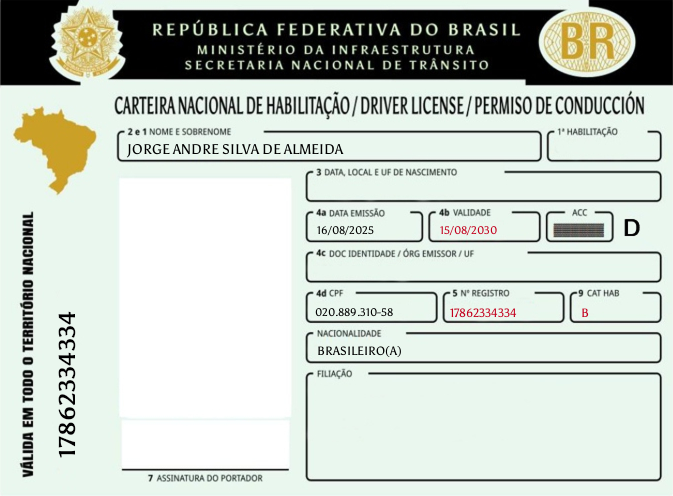 REPÚBLICA FEDERATIVA DO BRASIL
MINISTÉRIO DA INFRAESTRUTURA
SECRETARIA NACIONAL DE TRÂNSITO
BR
CARTEIRA NACIONAL DE HABILITAÇÃO / DRIVER LICENSE / PERMISO DE CONDUCCIÓN
2 e 1 NOME E SOBRENOME
1ª HABILITAÇÃO
JORGE ANDRE SILVA DE ALMEIDA
3 DATA, LOCAL E UF DE NASCIMENTO
4a DATA EMISSÃO
4b VALIDADE
ACC
16/08/2025
15/08/2030
D
4c DOC IDENTIDADE / ÓRG EMISSOR / UF
4d CPF
5 Nº REGISTRO
9 CAT HAB
020.889.310-58
17862334334
B
NACIONALIDADE
BRASILEIRO(A)
FILIAÇÃO
7 ASSINATURA DO PORTADOR
VÁLIDA EM TODO O TERRITÓRIO NACIONAL
17862334334